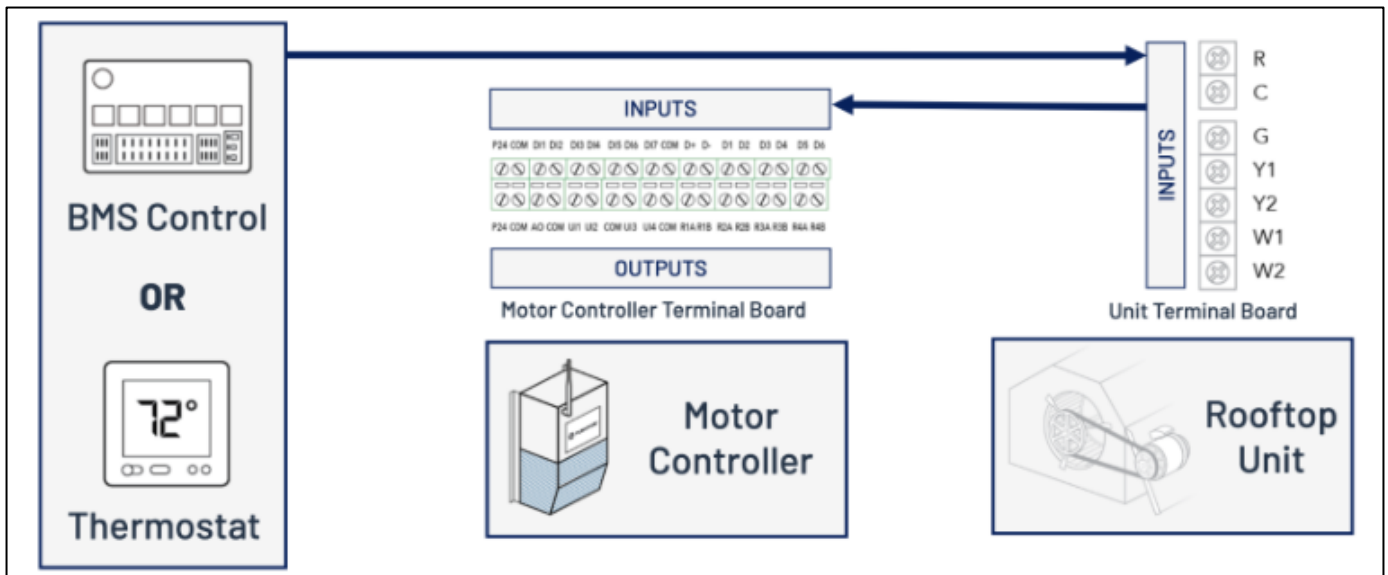 BMS Control
OR
72°
Thermostat
INPUTS
P24 COM DI1 DI2 DI3 DI4 DI5 DI6 DI7 COM D+ D- D1 D2 D3 D4 D5 D6
P24 COM AO COM UI1 UI2 COM UI3 UI4 COM R1A R1B R2A R2B R3A R3B R4A R4B
OUTPUTS
Motor Controller Terminal Board
Motor
Controller
INPUTS
R
C
G
Y1
Y2
W1
W2
Unit Terminal Board
Rooftop
Unit